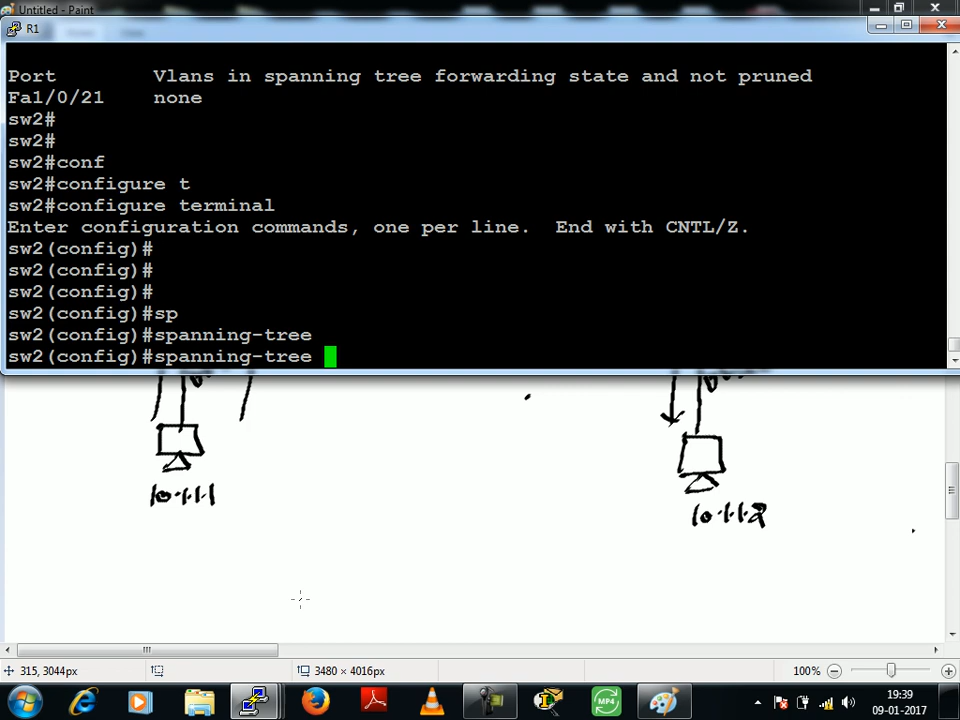 Untitled - Paint
R1
Port        Vlans in spanning tree forwarding state and not pruned
Fa1/0/21    none
sw2#
sw2#
sw2#conf
sw2#configure t
sw2#configure terminal
Enter configuration commands, one per line.  End with CNTL/Z.
sw2(config)#
sw2(config)#
sw2(config)#
sw2(config)#sp
sw2(config)#spanning-tree
sw2(config)#spanning-tree
10.1.1.1
10.1.1.2
315, 3044px
3480 × 4016px
100%
MP4
19:39
09-01-2017